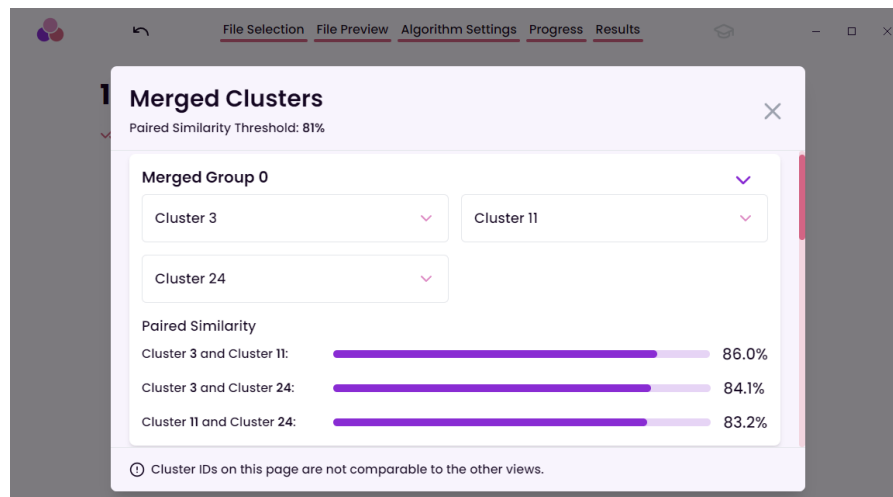 File Selection File Preview Algorithm Settings Progress Results
1
Merged Clusters
Paired Similarity Threshold: 81%
Merged Group 0
Cluster 3 Cluster 11
Cluster 24
Paired Similarity
Cluster 3 and Cluster 11: 86.0%
Cluster 3 and Cluster 24: 84.1%
Cluster 11 and Cluster 24: 83.2%
Cluster IDs on this page are not comparable to the other views.